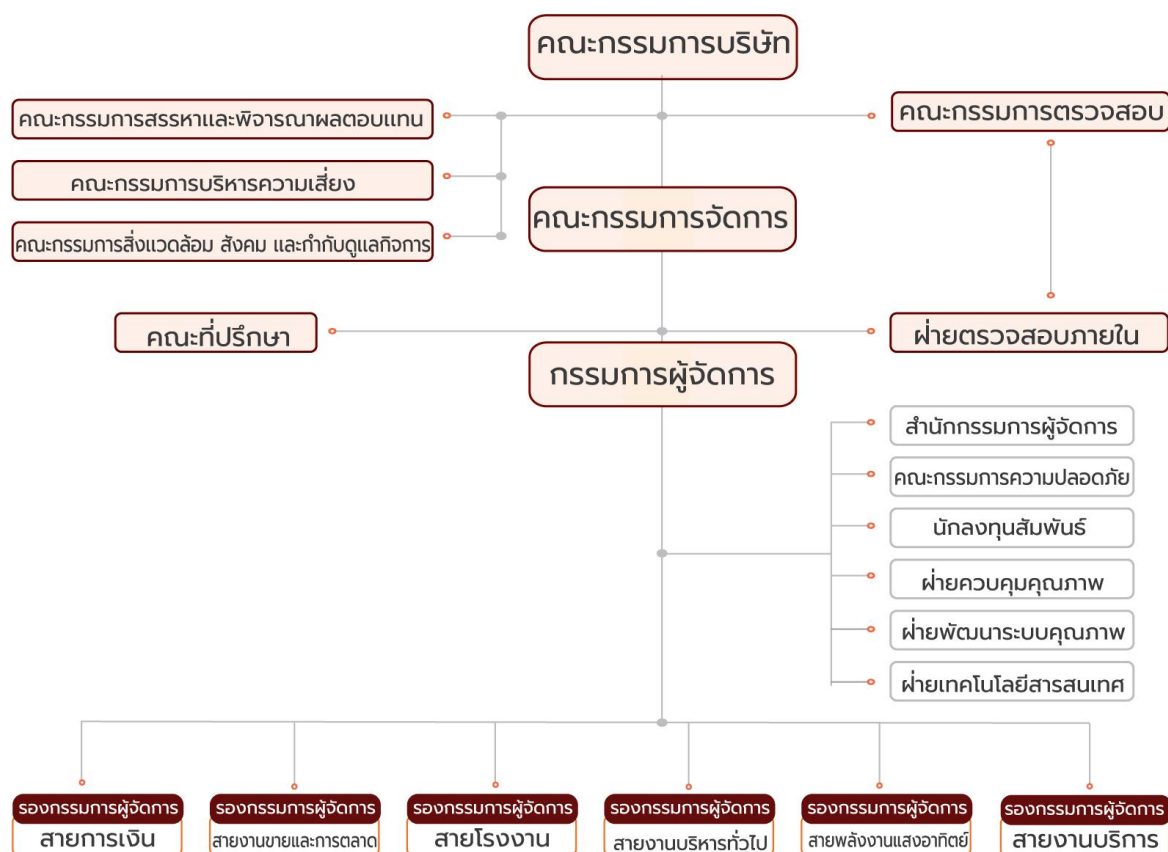 คณะกรรมการบริษัท
คณะกรรมการสรรหาและพิจารณาผลตอบแทน
คณะกรรมการตรวจสอบ
คณะกรรมการบริหารความเสี่ยง
คณะกรรมการจัดการ
คณะกรรมการสิ่งแวดล้อม สังคม และกำกับดูแลกิจการ
คณะที่ปรึกษา
ฝ่ายตรวจสอบภายใน
กรรมการผู้จัดการ
สำนักกรรมการผู้จัดการ
คณะกรรมการความปลอดภัย
นักลงทุนสัมพันธ์
ฝ่ายควบคุมคุณภาพ
ฝ่ายพัฒนาระบบคุณภาพ
ฝ่ายเทคโนโลยีสารสนเทศ
รองกรรมการผู้จัดการ
สายการเงิน
รองกรรมการผู้จัดการ
สายงานขายและการตลาด
รองกรรมการผู้จัดการ
สายโรงงาน
รองกรรมการผู้จัดการ
สายงานบริหารทั่วไป
รองกรรมการผู้จัดการ
สายพลังงานแสงอาทิตย์
รองกรรมการผู้จัดการ
สายงานบริการ